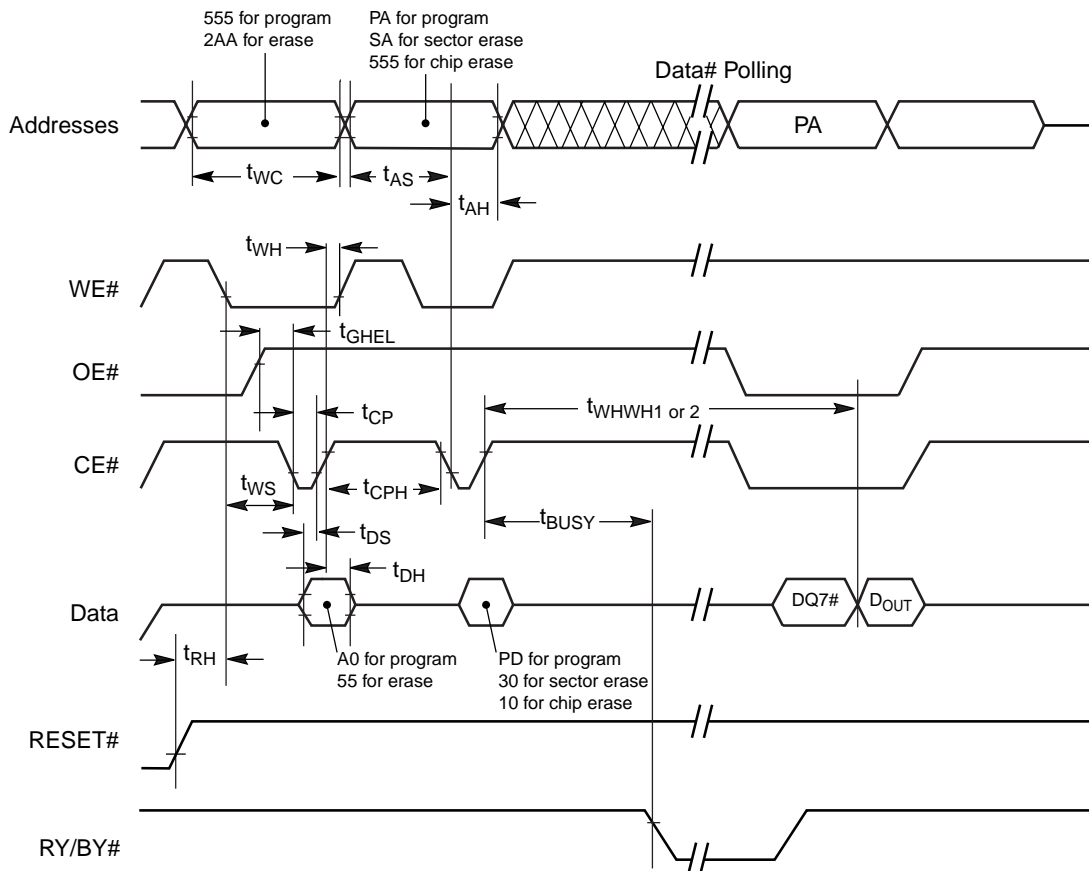 555 for program
2AA for erase
PA for program
SA for sector erase
555 for chip erase
Data# Polling
Addresses
PA
tWC
tAS
tAH
tWH
WE#
tGHEL
OE#
tWHWH1 or 2
tCP
CE#
tWS
tCPH
tBUSY
tDS
tDH
Data
DQ7#
DOUT
tRH
A0 for program
55 for erase
PD for program
30 for sector erase
10 for chip erase
RESET#
RY/BY#